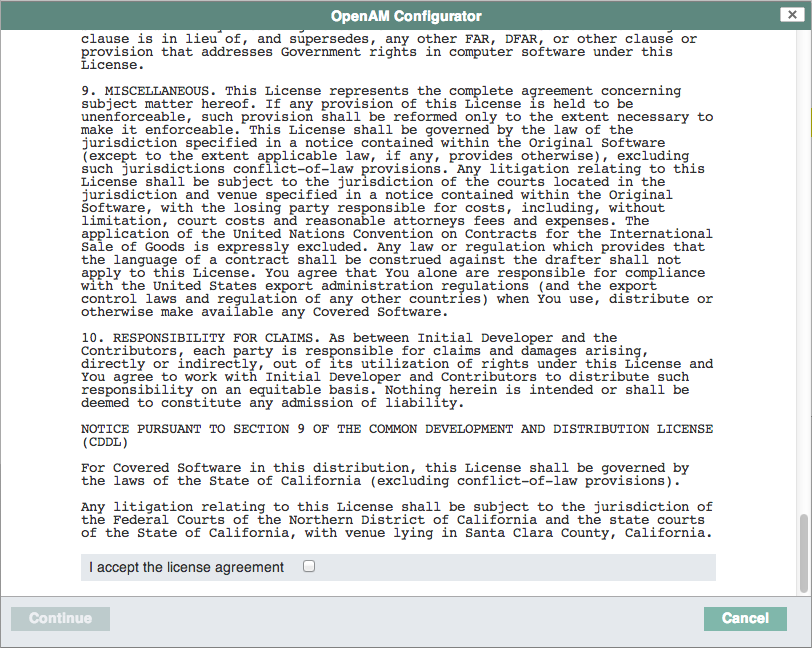 OpenAM Configurator
clause is in lieu of, and supersedes, any other FAR, DFAR, or other clause or
provision that addresses Government rights in computer software under this
License.
9. MISCELLANEOUS. This License represents the complete agreement concerning
subject matter hereof. If any provision of this License is held to be
unenforceable, such provision shall be reformed only to the extent necessary to
make it enforceable. This License shall be governed by the law of the
jurisdiction specified in a notice contained within the Original Software
(except to the extent applicable law, if any, provides otherwise), excluding
such jurisdictions conflict-of-law provisions. Any litigation relating to this
License shall be subject to the jurisdiction of the courts located in the
jurisdiction and venue specified in a notice contained within the Original
Software, with the losing party responsible for costs, including, without
limitation, court costs and reasonable attorneys fees and expenses. The
application of the United Nations Convention on Contracts for the International
Sale of Goods is expressly excluded. Any law or regulation which provides that
the language of a contract shall be construed against the drafter shall not
apply to this License. You agree that You alone are responsible for compliance
with the United States export administration regulations (and the export
control laws and regulation of any other countries) when You use, distribute or
otherwise make available any Covered Software.
10. RESPONSIBILITY FOR CLAIMS. As between Initial Developer and the
Contributors, each party is responsible for claims and damages arising,
directly or indirectly, out of its utilization of rights under this License and
You agree to work with Initial Developer and Contributors to distribute such
responsibility on an equitable basis. Nothing herein is intended or shall be
deemed to constitute any admission of liability.
NOTICE PURSUANT TO SECTION 9 OF THE COMMON DEVELOPMENT AND DISTRIBUTION LICENSE
(CDDL)
For Covered Software in this distribution, this License shall be governed by
the laws of the State of California (excluding conflict-of-law provisions).
Any litigation relating to this License shall be subject to the jurisdiction of
the Federal Courts of the Northern District of California and the state courts
of the State of California, with venue lying in Santa Clara County, California.
I accept the license agreement
Continue
Cancel